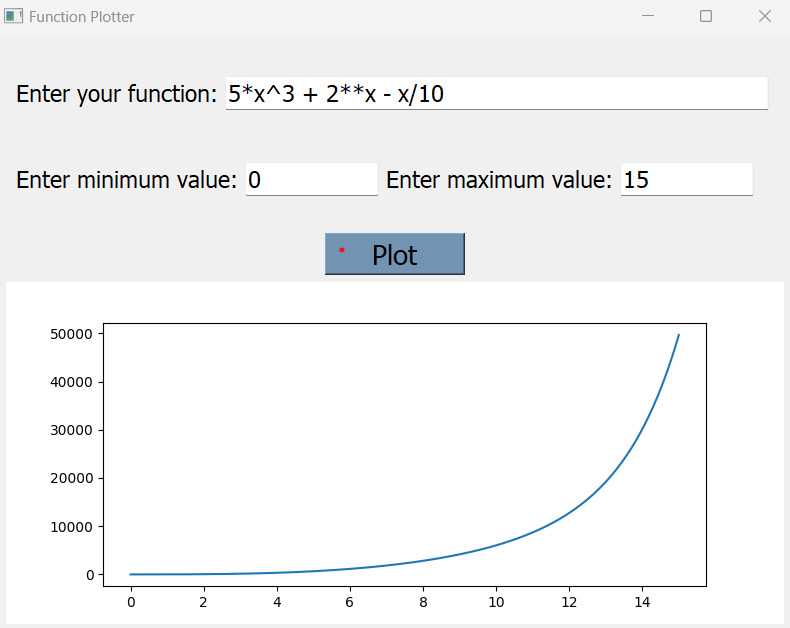 Function Plotter
Enter your function: 5*x^3 + 2**x - x/10
Enter minimum value: 0 Enter maximum value: 15
Plot
50000
40000
30000
20000
10000
0
0 2 4 6 8 10 12 14